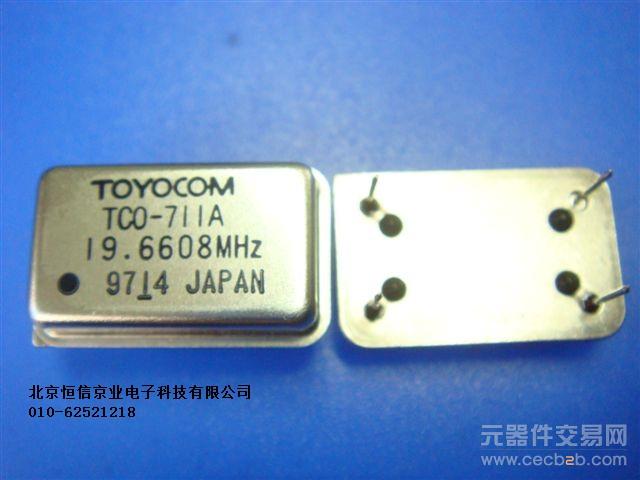 TOYOCOM
TCO-711A
19.6608MHz
9714 JAPAN
北京恒信京业电子科技有限公司
010-62521218
元器件交易网
www.cecb2b.com